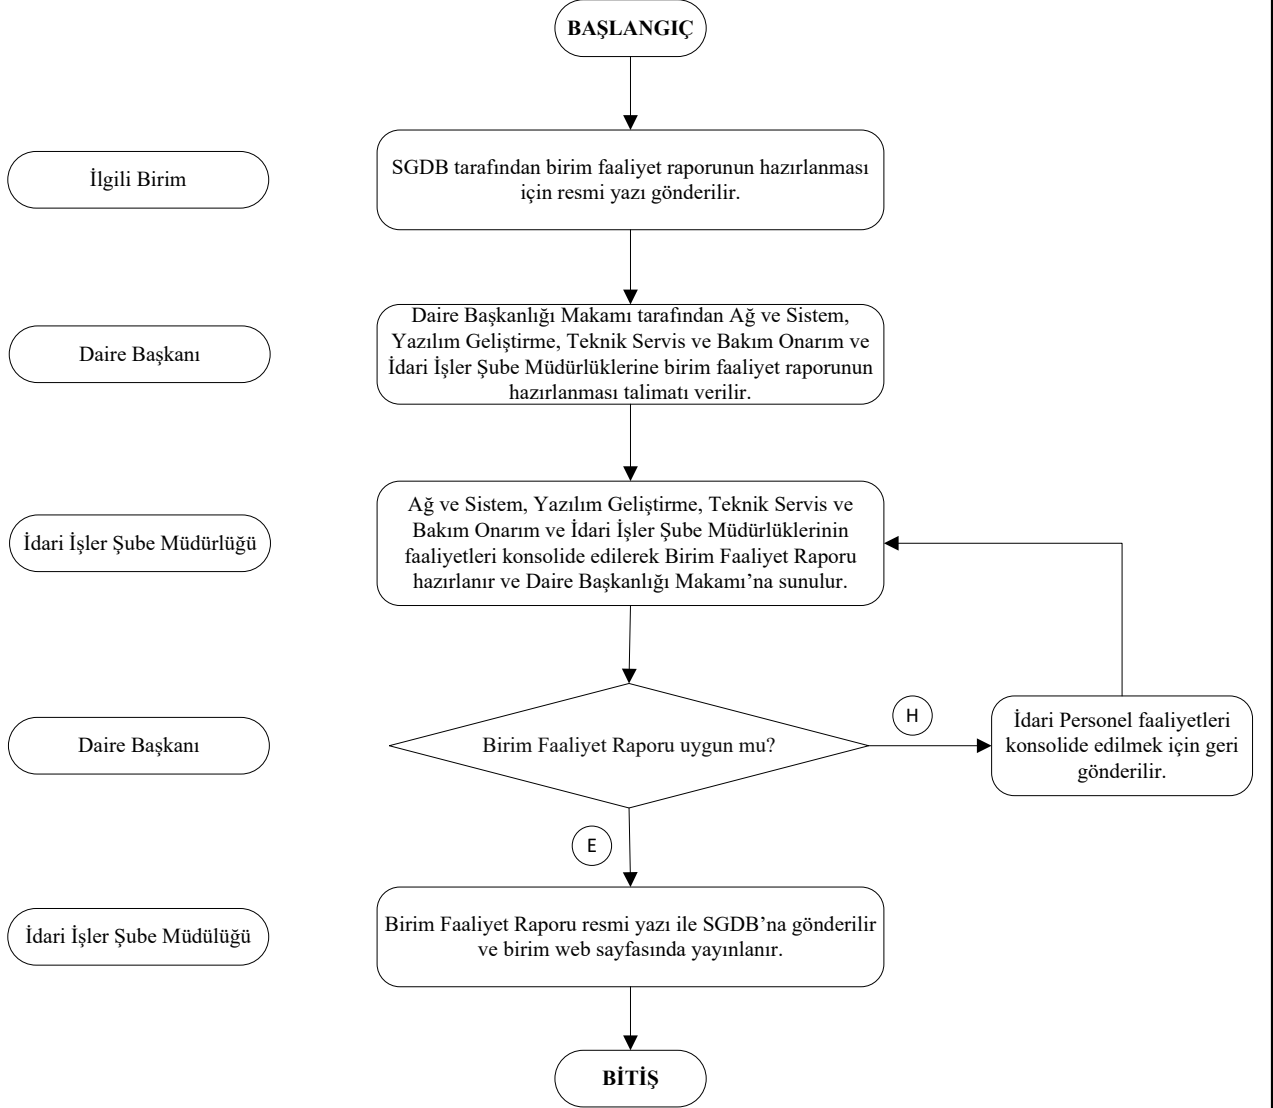 BAŞLANGIÇ
İlgili Birim
SGDB tarafından birim faaliyet raporunun hazırlanması
için resmi yazı gönderilir.
Daire Başkanı
Daire Başkanlığı Makamı tarafından Ağ ve Sistem,
Yazılım Geliştirme, Teknik Servis ve Bakım Onarım ve
İdari İşler Şube Müdürlüklerine birim faaliyet raporunun
hazırlanması talimatı verilir.
İdari İşler Şube Müdürlüğü
Ağ ve Sistem, Yazılım Geliştirme, Teknik Servis ve
Bakım Onarım ve İdari İşler Şube Müdürlüklerinin
faaliyetleri konsolide edilerek Birim Faaliyet Raporu
hazırlanır ve Daire Başkanlığı Makamı’na sunulur.
Daire Başkanı
Birim Faaliyet Raporu uygun mu?
H
İdari Personel faaliyetleri
konsolide edilmek için geri
gönderilir.
E
İdari İşler Şube Müdülüğü
Birim Faaliyet Raporu resmi yazı ile SGDB’na gönderilir
ve birim web sayfasında yayınlanır.
BİTİŞ